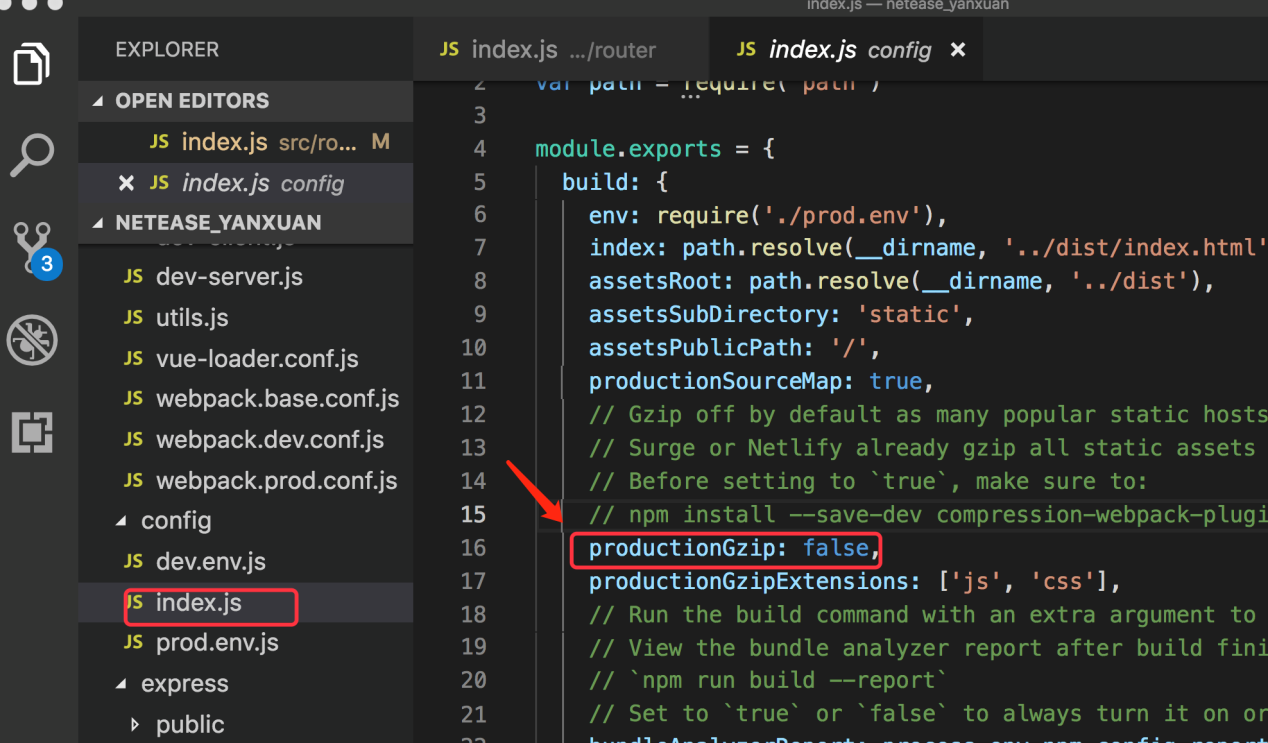 index.js — netease_yanxuan
EXPLORER
OPEN EDITORS
JS index.js src/ro... M
× JS index.js config
NETEASE_YANXUAN
dev-client.js
JS dev-server.js
JS utils.js
JS vue-loader.conf.js
JS webpack.base.conf.js
JS webpack.dev.conf.js
JS webpack.prod.conf.js
config
JS dev.env.js
JS index.js
JS prod.env.js
express
public
3
JS index.js .../router
JS index.js config ×
2 var path = require('path')
3
4 module.exports = {
5 build: {
6 env: require('./prod.env'),
7 index: path.resolve(__dirname, '../dist/index.html'
8 assetsRoot: path.resolve(__dirname, '../dist'),
9 assetsSubDirectory: 'static',
10 assetsPublicPath: '/',
11 productionSourceMap: true,
12 // Gzip off by default as many popular static hosts
13 // Surge or Netlify already gzip all static assets
14 // Before setting to `true`, make sure to:
15 // npm install --save-dev compression-webpack-plugi
16 productionGzip: false,
17 productionGzipExtensions: ['js', 'css'],
18 // Run the build command with an extra argument to
19 // View the bundle analyzer report after build fini
20 // `npm run build --report`
21 // Set to `true` or `false` to always turn it on or
22 bundleAnalyzerReport: process.env.npm_config_report